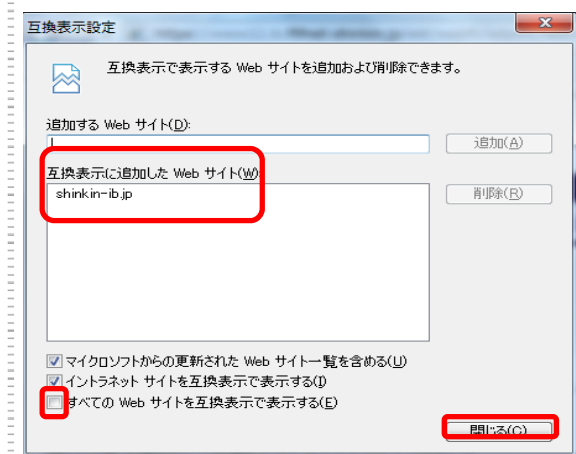 互換表示設定
互換表示で表示する Web サイトを追加および削除できます。
追加する Web サイト(D):
追加(A)
互換表示に追加した Web サイト(W):
shinkin-ib.jp
削除(R)
マイクロソフトからの更新された Web サイト一覧を含める(U)
イントラネット サイトを互換表示で表示する(I)
すべての Web サイトを互換表示で表示する(E)
閉じる(C)